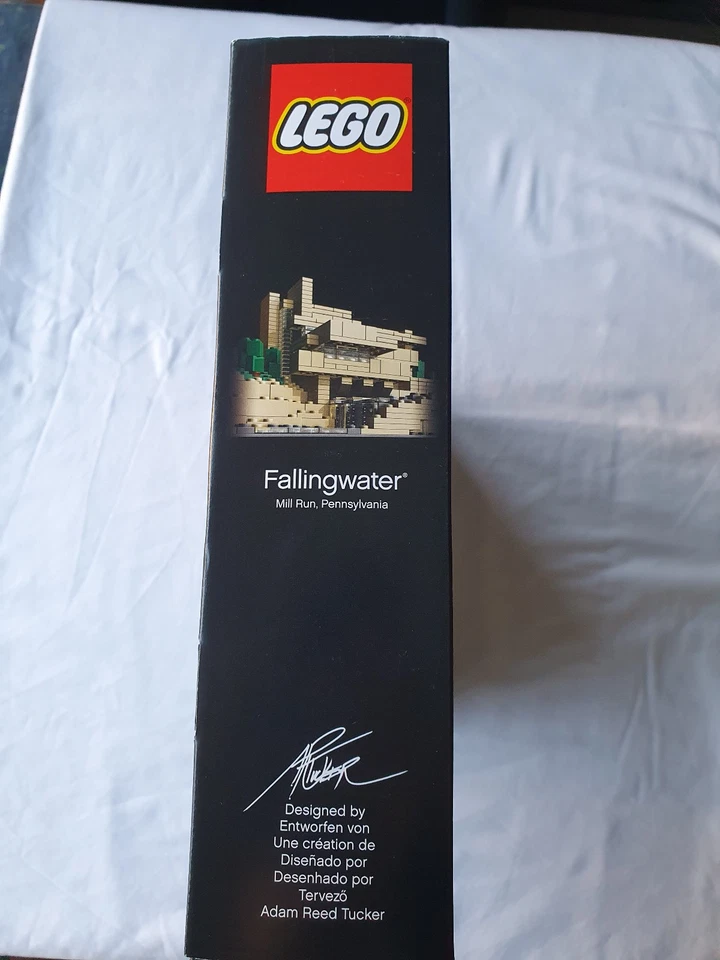 LEGO®
Fallingwater®
Mill Run, Pennsylvania
A R Tucker
Designed by
Entworfen von
Une création de
Diseñado por
Desenhado por
Tervező
Adam Reed Tucker